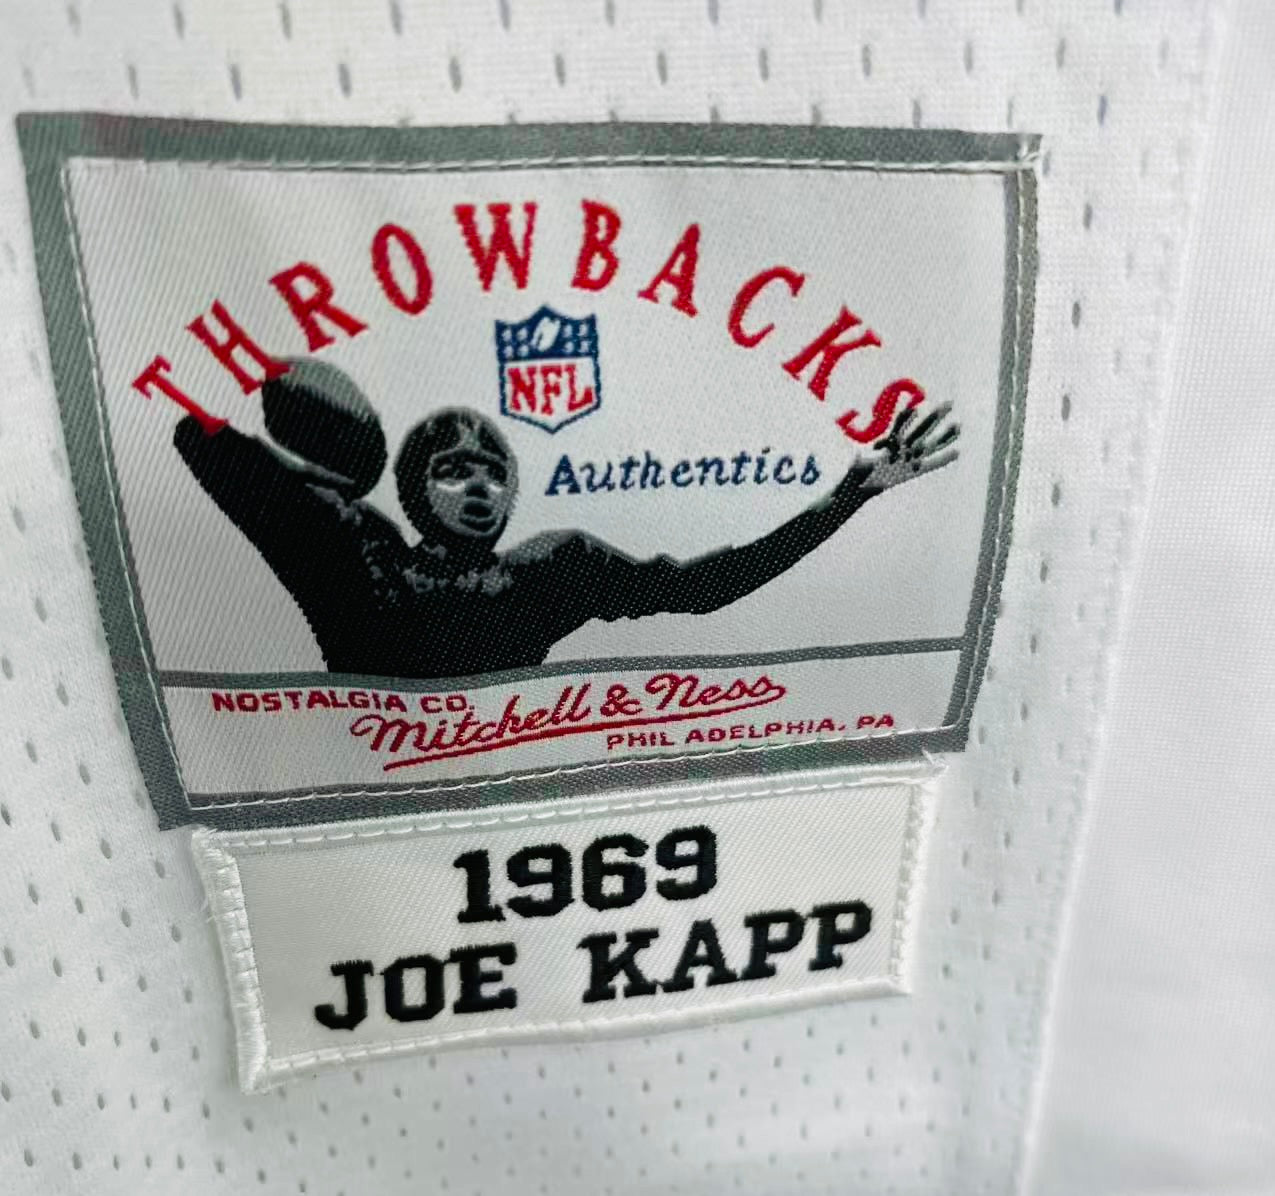 THROWBACKS
NFL
Authentics
NOSTALGIA CO.
Mitchell & Ness
PHILADELPHIA, PA
1969
JOE KAPP